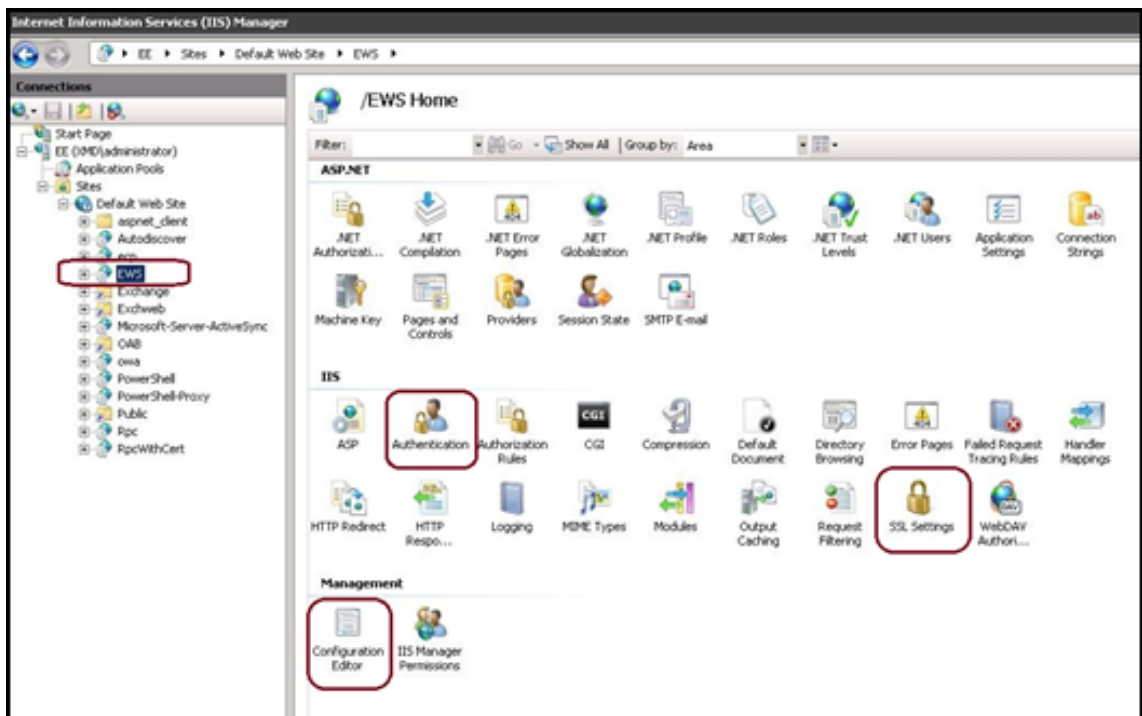 Internet Information Services (IIS) Manager
EE Sites Default Web Site EWS
Connections
Start Page
EE (XMD\administrator)
Application Pools
Sites
Default Web Site
aspnet_client
Autodiscover
ecp
EWS
Exchange
Exchweb
Microsoft-Server-ActiveSync
OAB
owa
PowerShell
PowerShell-Proxy
Public
Rpc
RpcWithCert
/EWS Home
Filter: Go Show All Group by: Area
ASP.NET
.NET Authorizati...
.NET Compilation
.NET Error Pages
.NET Globalization
.NET Profile
.NET Roles
.NET Trust Levels
.NET Users
Application Settings
Connection Strings
Machine Key
Pages and Controls
Providers
Session State
SMTP E-mail
IIS
ASP
Authentication
Authorization Rules
CGI
CGI
Compression
Default Document
Directory Browsing
Error Pages
Failed Request Tracing Rules
Handler Mappings
HTTP Redirect
HTTP Respo...
Logging
MIME Types
Modules
Output Caching
Request Filtering
SSL Settings
WebDAV Authori...
Management
Configuration Editor
IIS Manager Permissions